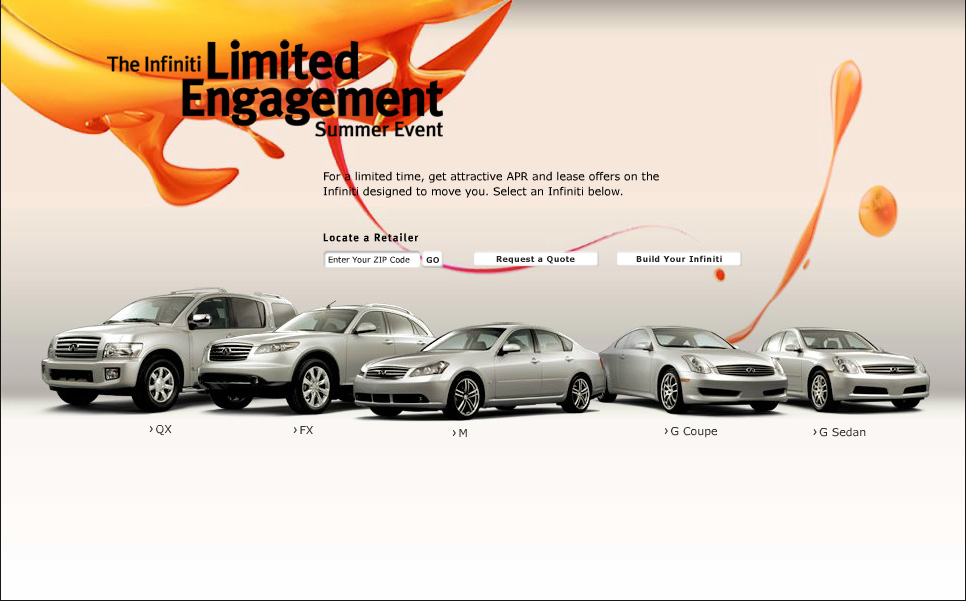 The Infiniti Limited
Engagement
Summer Event
For a limited time, get attractive APR and lease offers on the
Infiniti designed to move you. Select an Infiniti below.
Locate a Retailer
Enter Your ZIP Code GO Request a Quote Build Your Infiniti
› QX › FX › M › G Coupe › G Sedan